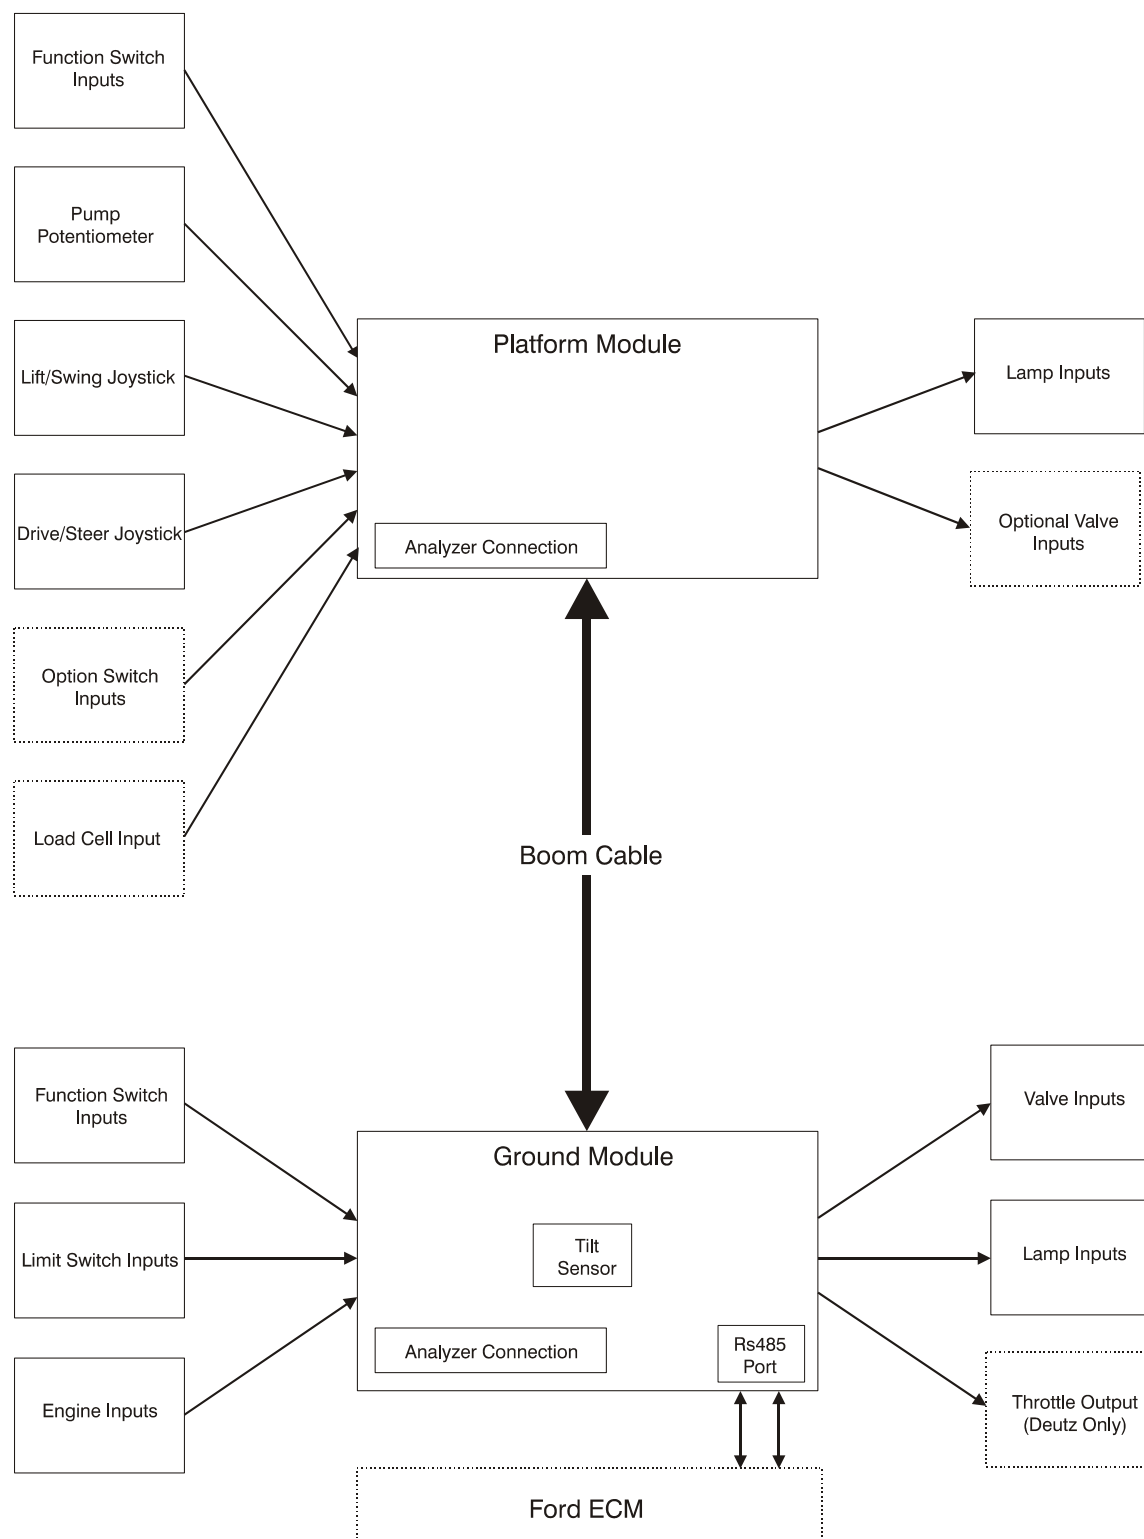 Function Switch
Inputs
Pump
Potentiometer
Lift/Swing Joystick
Drive/Steer Joystick
Option Switch
Inputs
Load Cell Input
Platform Module
Analyzer Connection
Lamp Inputs
Optional Valve
Inputs
Boom Cable
Function Switch
Inputs
Limit Switch Inputs
Engine Inputs
Ground Module
Tilt
Sensor
Analyzer Connection
Rs485
Port
Valve Inputs
Lamp Inputs
Throttle Output
(Deutz Only)
Ford ECM